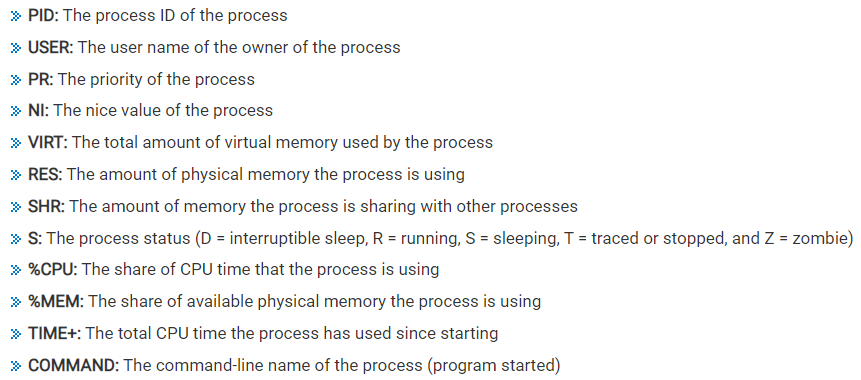 PID: The process ID of the process
USER: The user name of the owner of the process
PR: The priority of the process
NI: The nice value of the process
VIRT: The total amount of virtual memory used by the process
RES: The amount of physical memory the process is using
SHR: The amount of memory the process is sharing with other processes
S: The process status (D = interruptible sleep, R = running, S = sleeping, T = traced or stopped, and Z = zombie)
%CPU: The share of CPU time that the process is using
%MEM: The share of available physical memory the process is using
TIME+: The total CPU time the process has used since starting
COMMAND: The command-line name of the process (program started)